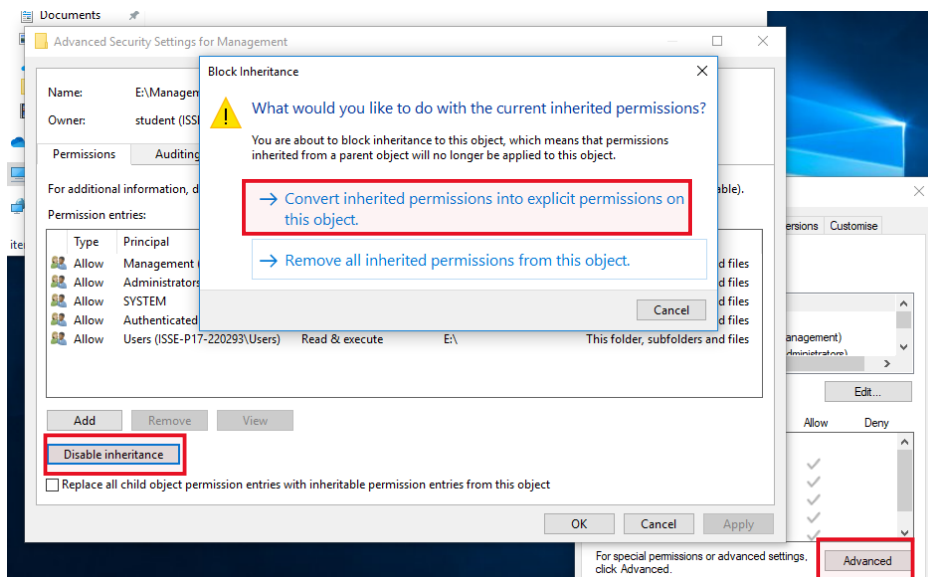 Documents
Advanced Security Settings for Management
Block Inheritance
Name: E:\Managem
What would you like to do with the current inherited permissions?
Owner: student (ISSE
You are about to block inheritance to this object, which means that permissions
inherited from a parent object will no longer be applied to this object.
Permissions Auditing
For additional information, d
able).
Convert inherited permissions into explicit permissions on
this object.
Permission entries:
Type Principal
Remove all inherited permissions from this object.
Allow Management ( d files
Allow Administrators d files
Allow SYSTEM d files
Allow Authenticated d files
Cancel
Allow Users (ISSE-P17-220293\Users) Read & execute E:\ This folder, subfolders and files
Add Remove View
Disable inheritance
Replace all child object permission entries with inheritable permission entries from this object
OK Cancel Apply
ersions Customise
anagement)
dministrators)
Edit...
Allow Deny
For special permissions or advanced settings,
click Advanced.
Advanced